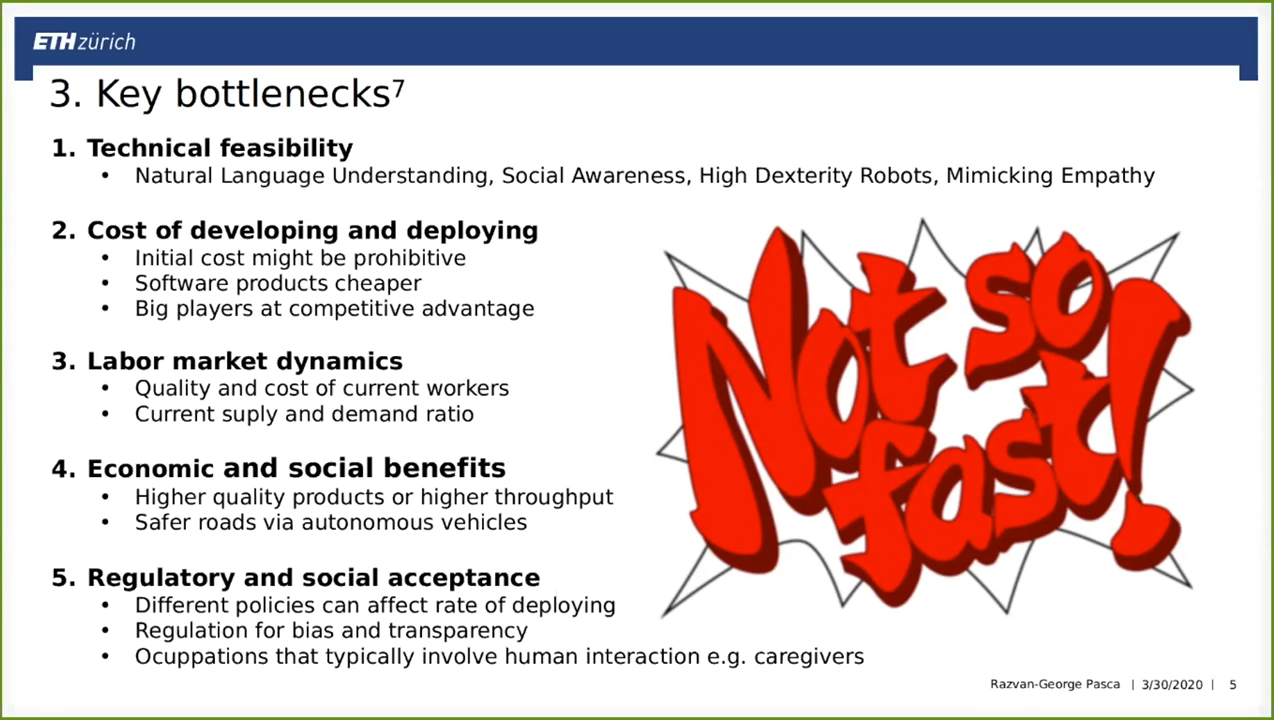 ETH zürich
3. Key bottlenecks⁷
1. Technical feasibility
• Natural Language Understanding, Social Awareness, High Dexterity Robots, Mimicking Empathy
2. Cost of developing and deploying
• Initial cost might be prohibitive
• Software products cheaper
• Big players at competitive advantage
3. Labor market dynamics
• Quality and cost of current workers
• Current suply and demand ratio
4. Economic and social benefits
• Higher quality products or higher throughput
• Safer roads via autonomous vehicles
5. Regulatory and social acceptance
• Different policies can affect rate of deploying
• Regulation for bias and transparency
• Ocuppations that typically involve human interaction e.g. caregivers
Not so
fast!
Razvan-George Pasca | 3/30/2020 | 5